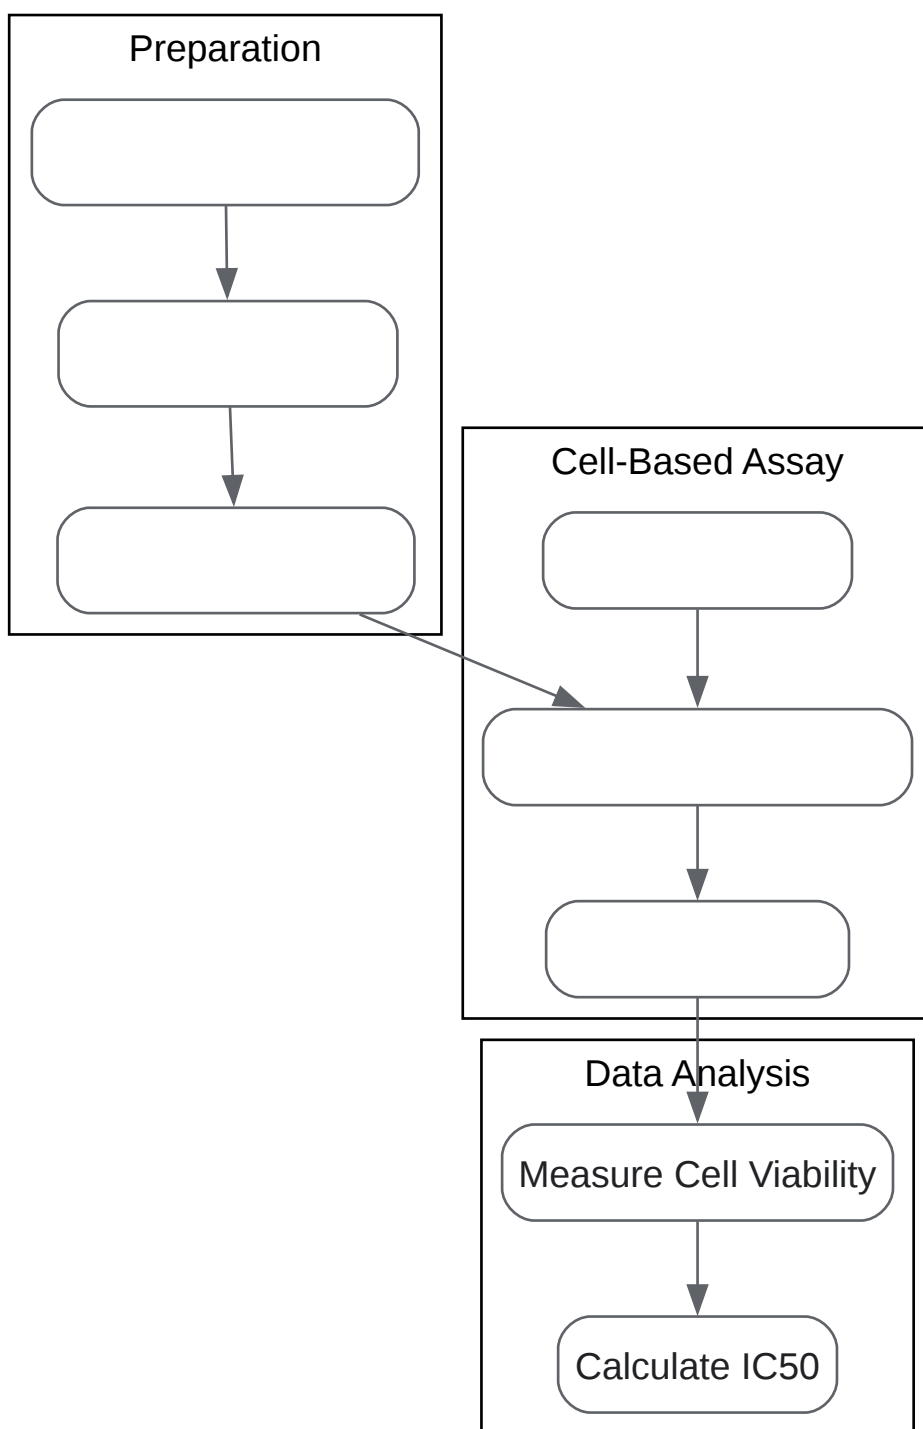 Preparation
Cell-Based Assay
Data Analysis
Measure Cell Viability
Calculate IC50